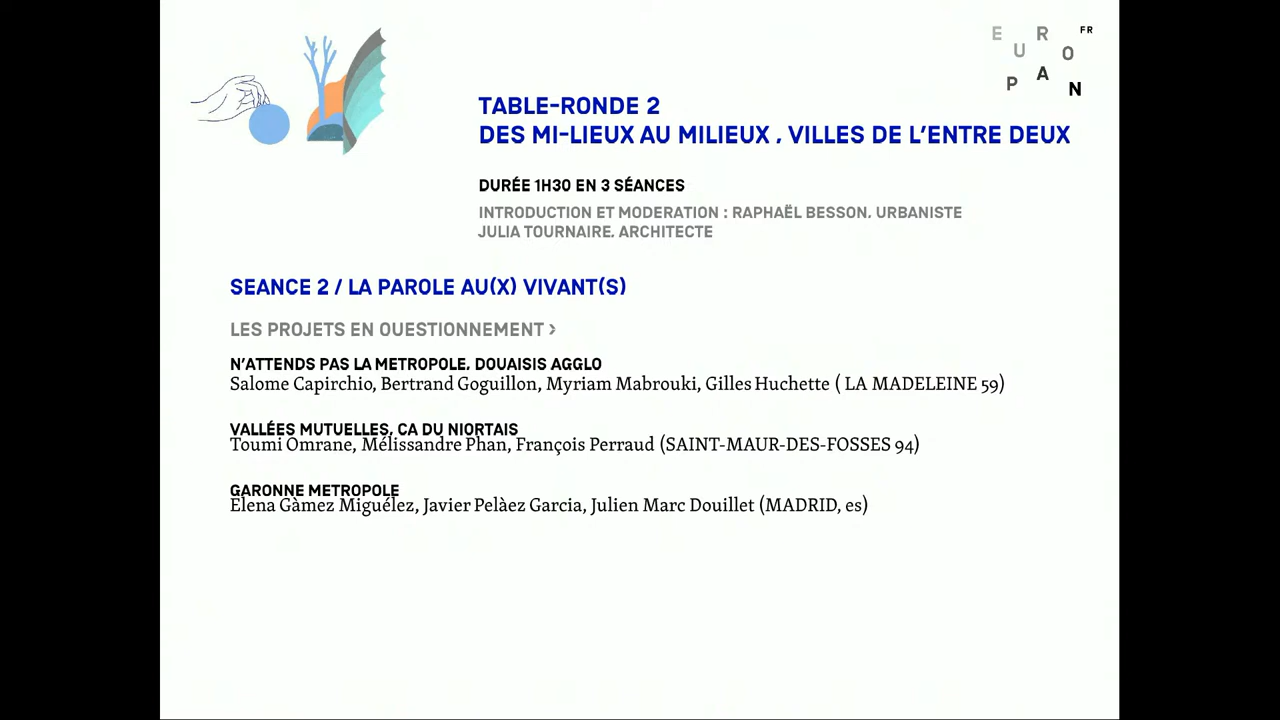 EUROPAN FR
TABLE-RONDE 2
DES MI-LIEUX AU MILIEUX . VILLES DE L'ENTRE DEUX
DURÉE 1H30 EN 3 SÉANCES
INTRODUCTION ET MODERATION : RAPHAËL BESSON. URBANISTE
JULIA TOURNAIRE. ARCHITECTE
SEANCE 2 / LA PAROLE AU(X) VIVANT(S)
LES PROJETS EN QUESTIONNEMENT >
N'ATTENDS PAS LA METROPOLE. DOUAISIS AGGLO
Salome Capirchio, Bertrand Goguillon, Myriam Mabrouki, Gilles Huchette ( LA MADELEINE 59)
VALLÉES MUTUELLES. CA DU NIORTAIS
Toumi Omrane, Mélissandre Phan, François Perraud (SAINT-MAUR-DES-FOSSES 94)
GARONNE METROPOLE
Elena Gàmez Miguélez, Javier Pelàez Garcia, Julien Marc Douillet (MADRID, es)